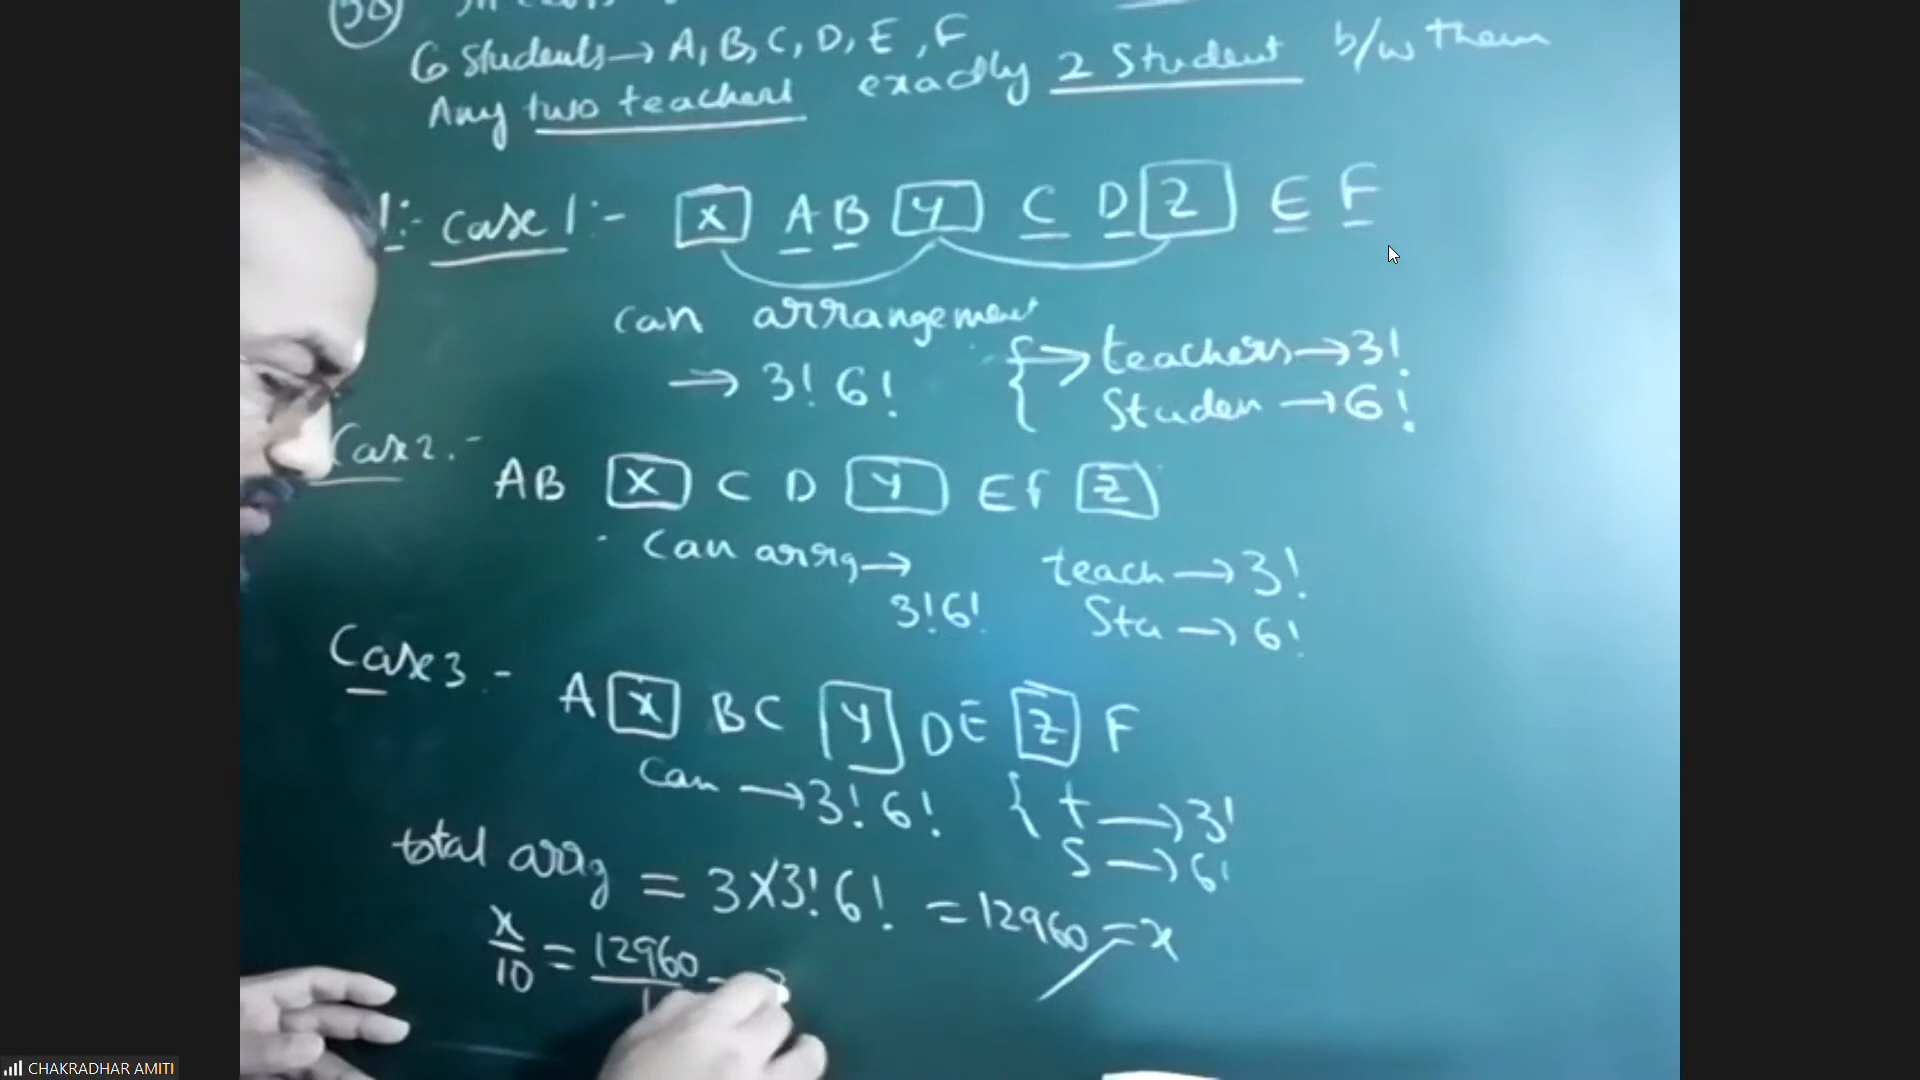 6 Students → A, B, C, D, E, F
Any two teachers exactly 2 Student b/w them
1:- Case 1:- X A B Y C D Z E F
can arrangement
→ 3! 6!
{→ teachers → 3!
Studen → 6!
Case 2:- AB X C D Y E F Z
Can arrg →
3!6!
teach → 3!
Stu → 6!
Case 3 :- A X B C Y D E Z F
Can → 3! 6!
{ t → 3!
S → 6!
total arrg = 3 X 3! 6! = 12960 = x
x/10 = 12960/1
CHAKRADHAR AMITI